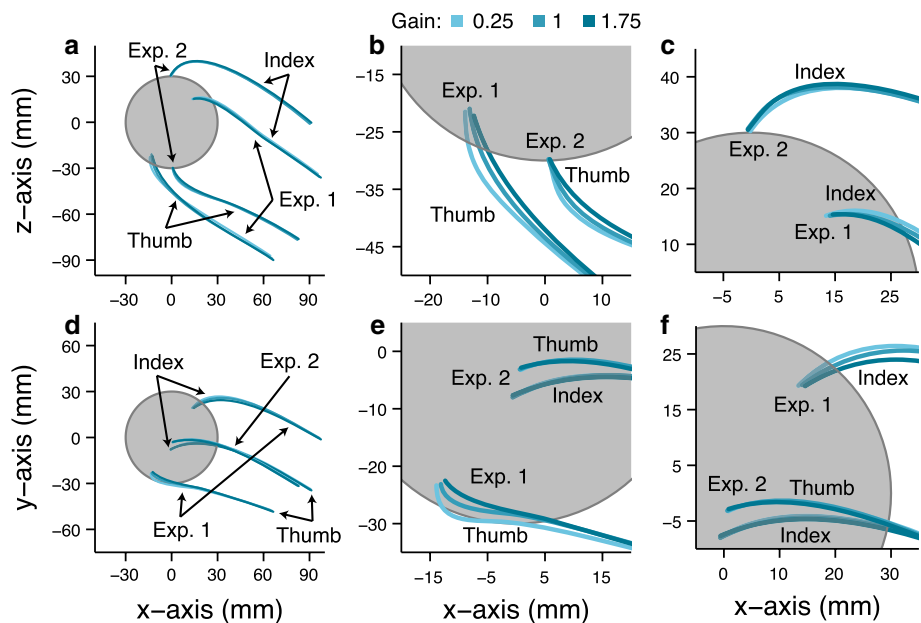 Gain: 0.25 1 1.75
a
Exp. 2
Index
Thumb
Exp. 1
60
30
0
−30
−60
−90
−30 0 30 60 90
z−axis (mm)
b
Exp. 1
Exp. 2
Thumb
Thumb
−10
−15
−25
−35
−45
−20 −10 0 10
c
Index
Exp. 2
Index
Exp. 1
40
30
20
10
−5 5 15 25
d
Index
Exp. 2
Exp. 1
Thumb
60
30
0
−30
−60
−30 0 30 60 90
y−axis (mm)
x−axis (mm)
e
Thumb
Exp. 2
Index
Exp. 1
Thumb
0
−10
−20
−30
−15 −5 5 15
x−axis (mm)
f
Index
Exp. 1
Exp. 2
Thumb
Index
25
15
5
−5
0 10 20 30
x−axis (mm)